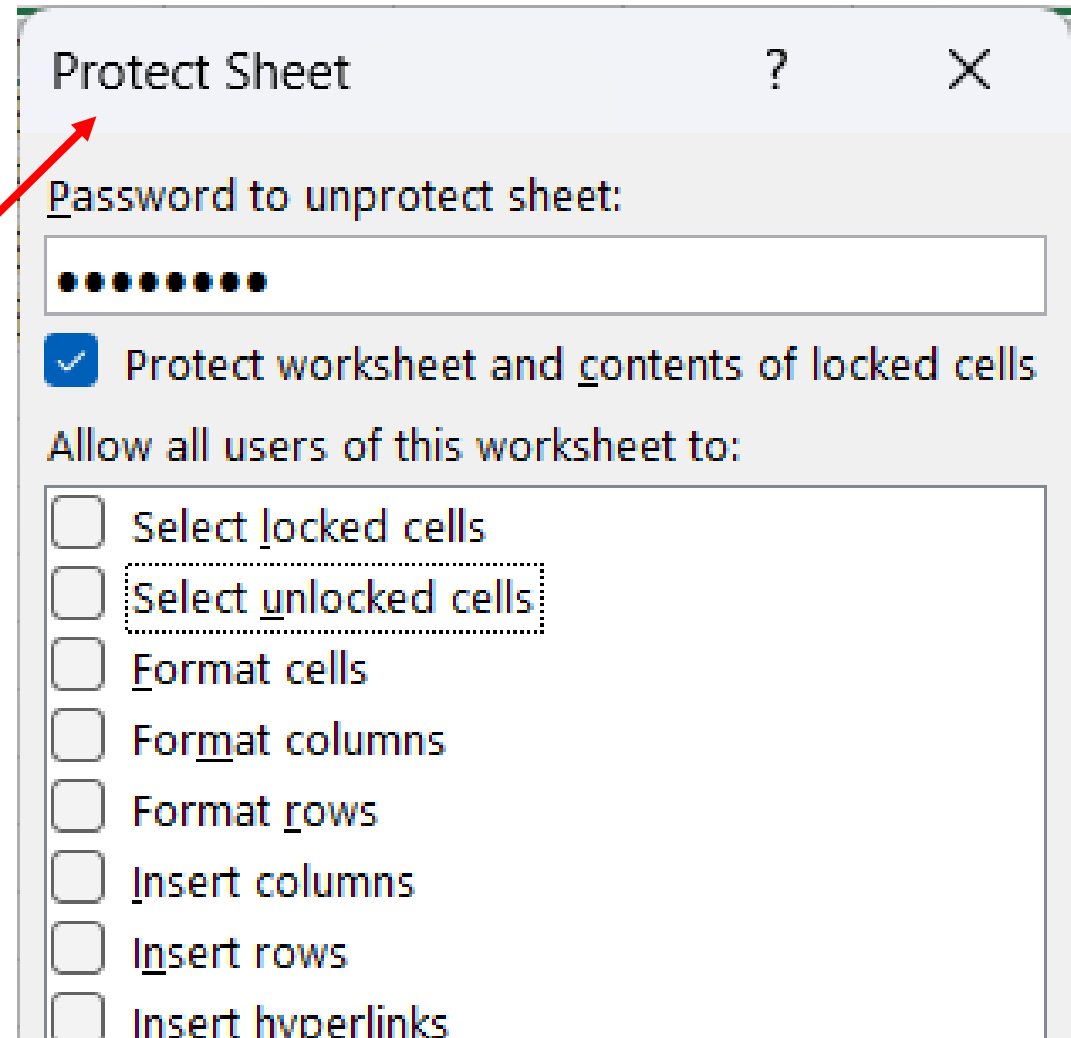 Protect Sheet ?
Password to unprotect sheet:
••••••••
Protect worksheet and contents of locked cells
Allow all users of this worksheet to:
Select locked cells
Select unlocked cells
Format cells
Format columns
Format rows
Insert columns
Insert rows
Insert hyperlinks